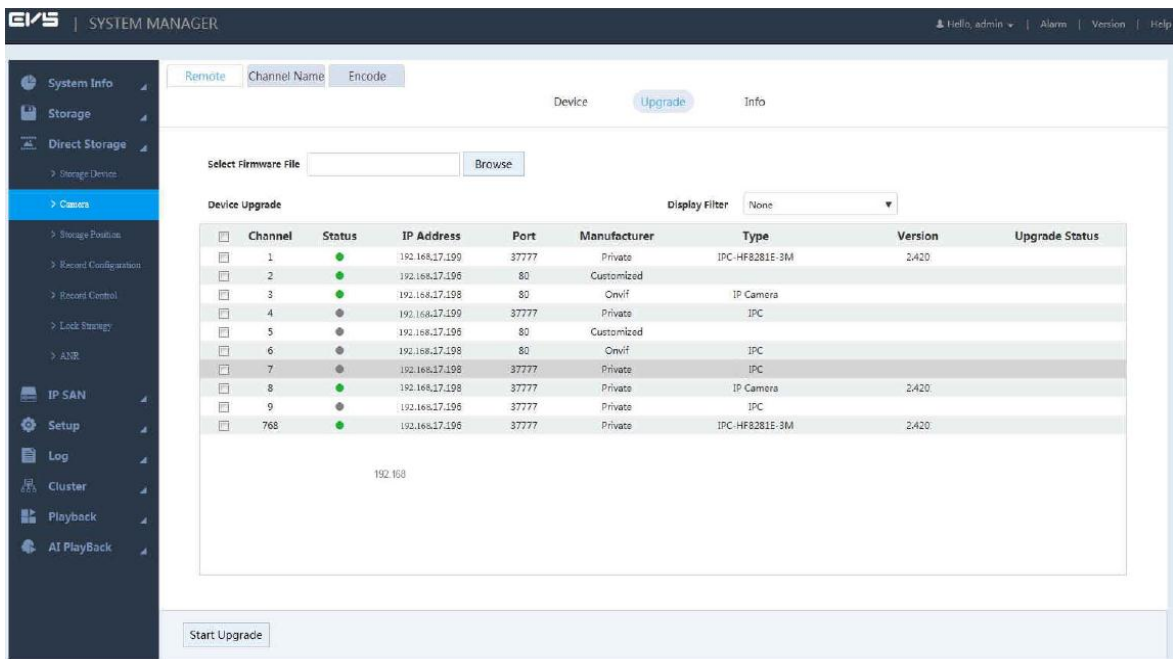 EVS | SYSTEM MANAGER
Hello, admin | Alarm | Version | Help
System Info
Storage
Direct Storage
> Storage Device
> Camera
> Storage Position
> Record Configuration
> Record Control
> Lock Strategy
> ANR
IP SAN
Setup
Log
Cluster
Playback
AI PlayBack
Remote Channel Name Encode
Device Upgrade Info
Select Firmware File Browse
Device Upgrade Display Filter None
Channel Status IP Address Port Manufacturer Type Version Upgrade Status
1 192.168.17.199 37777 Private IPC-HF8281E-3M 2.420
2 192.168.17.196 80 Customized
3 192.168.17.198 80 Onvif IP Camera
4 192.168.17.199 37777 Private IPC
5 192.168.17.196 80 Customized
6 192.168.17.198 80 Onvif IPC
7 192.168.17.198 37777 Private IPC
8 192.168.17.198 37777 Private IP Camera 2.420
9 192.168.17.196 37777 Private IPC
768 192.168.17.196 37777 Private IPC-HF8281E-3M 2.420
192.168
Start Upgrade